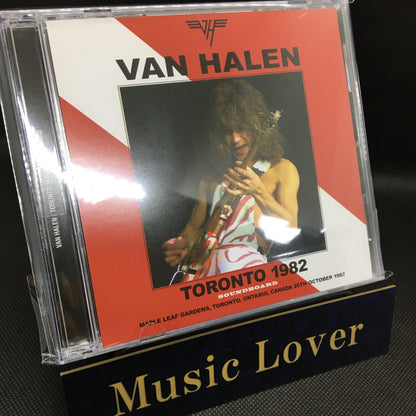 VH
VAN HALEN
TORONTO 1982
SOUNDBOARD
MAPLE LEAF GARDENS, TORONTO, ONTARIO, CANADA 28TH OCTOBER 1982
VAN HALEN TORONTO
Music Lover